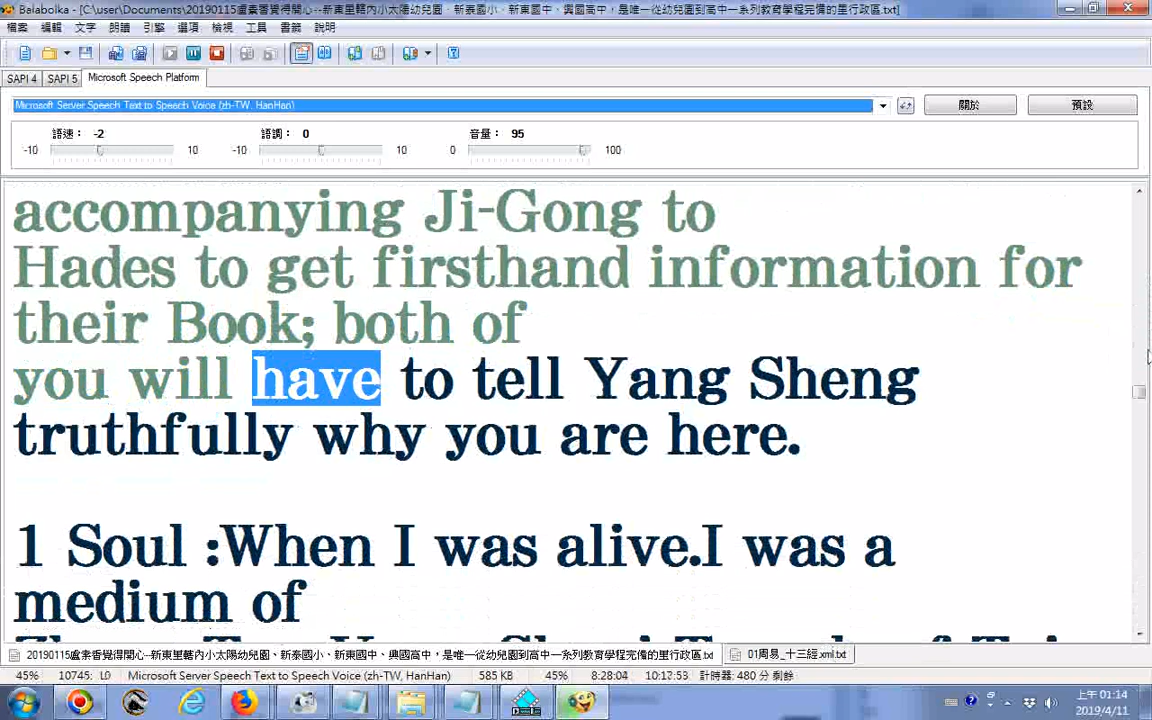 Balabolka - [C:\user\Documents\20190115盧素香覺得開心--新東里轄內小太陽幼兒園、新泰國小、新東國中、興國高中，是唯一從幼兒園到高中一系列教育學程完備的里行政區.txt]
檔案 編輯 文字 朗讀 引擎 選項 檢視 工具 書籤 說明
SAPI 4 SAPI 5 Microsoft Speech Platform
Microsoft Server Speech Text to Speech Voice (zh-TW, HanHan) 關於 預設
語速： -2 語調： 0 音量： 95
-10 10 -10 10 0 100
accompanying Ji-Gong to
Hades to get firsthand information for
their Book; both of
you will have to tell Yang Sheng
truthfully why you are here.
1 Soul :When I was alive.I was a
medium of
20190115盧素香覺得開心--新東里轄內小太陽幼兒園、新泰國小、新東國中、興國高中，是唯一從幼兒園到高中一系列教育學程完備的里行政區.txt 01周易_十三經.xml.txt
45% 10745: L0 Microsoft Server Speech Text to Speech Voice (zh-TW, HanHan) 585 KB 45% 8:28:04 10:17:53 計時器: 480 分 剩餘
上午 01:14
2019/4/11